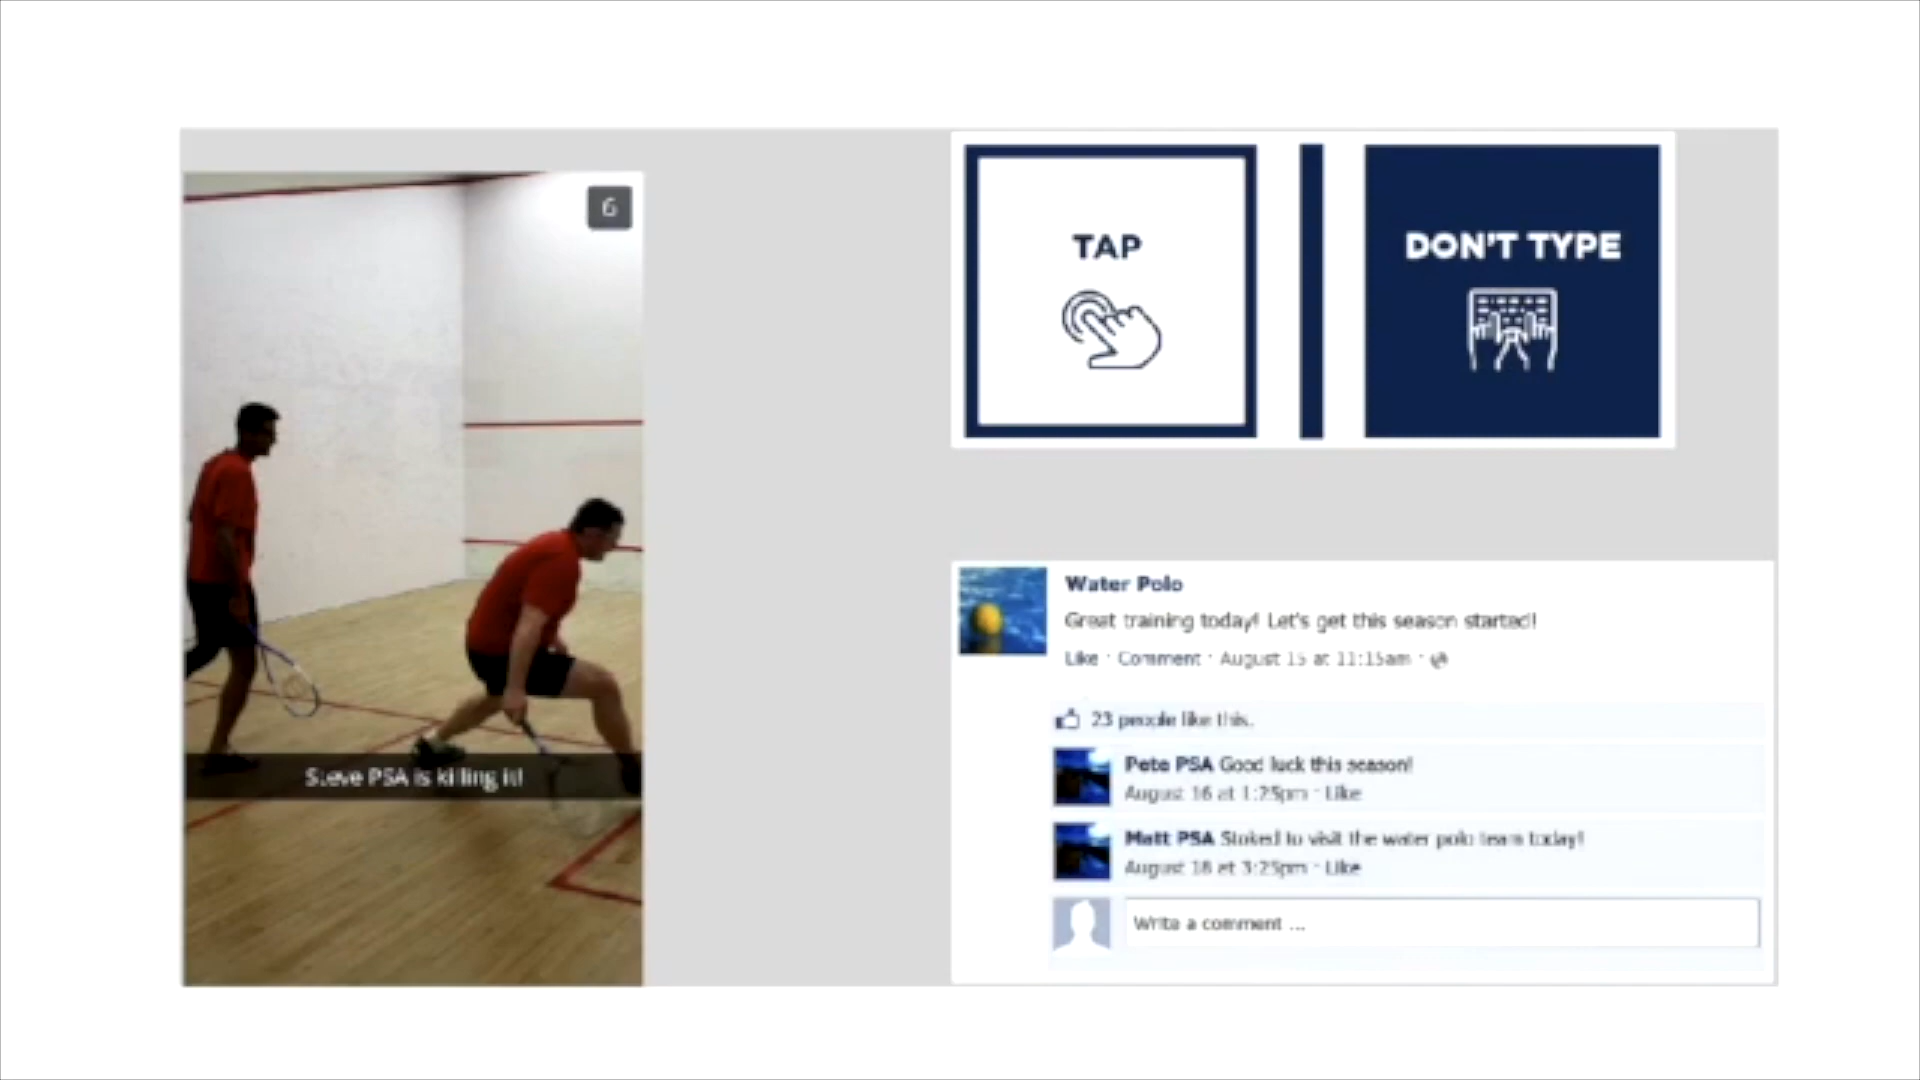 6
Steve PSA is killing it!
TAP
DON'T TYPE
Water Polo
Great training today! Let's get this season started!
Like · Comment · August 15 at 11:15am ·
23 people like this.
Pete PSA Good luck this season!
August 16 at 1:25pm · Like
Matt PSA Stoked to visit the water polo team today!
August 18 at 3:25pm · Like
Write a comment ...